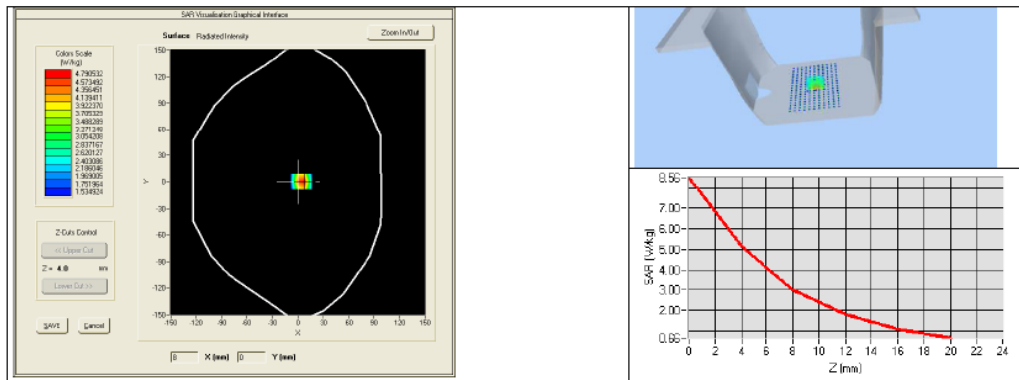 SAR Visualisation Graphical Interface
Surface Radiated Intensity
Zoom In/Out
Colors Scale
(W/kg)
4.790532
4.573492
4.356451
4.139411
3.922370
3.705329
3.488289
3.271249
3.054208
2.837167
2.620127
2.403086
2.186046
1.969005
1.751964
1.534924
150
120
90
60
30
0
-30
-60
-90
-120
-150
Y
-150 -120 -90 -60 -30 0 30 60 90 120 150
X
Z-Cuts Control
<< Upper Cut
Z = 4.0 mm
Lower Cut >>
SAVE Cancel
8 X (mm) 0 Y (mm)
8.56
7.00
6.00
5.00
4.00
3.00
2.00
0.66
SAR (W/kg)
0 2 4 6 8 10 12 14 16 18 20 22 24
Z (mm)